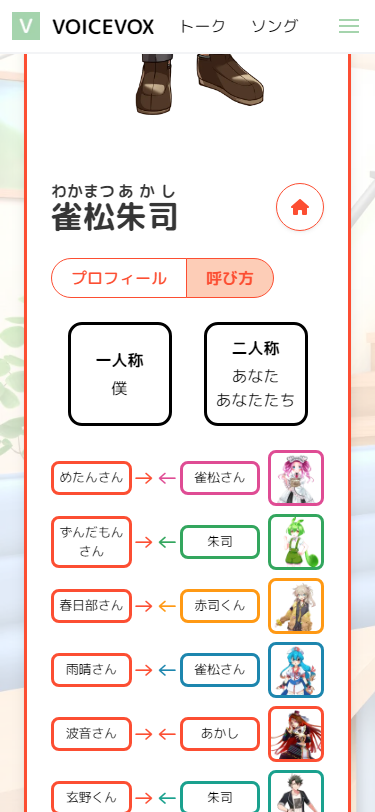 V VOICEVOX トーク ソング
わかまつ あかし
雀松朱司
プロフィール 呼び方
一人称
僕
二人称
あなた
あなたたち
めたんさん → ← 雀松さん
ずんだもん
さん → ← 朱司
春日部さん → ← 赤司くん
雨晴さん → ← 雀松さん
波音さん → ← あかし
玄野くん → ← 朱司